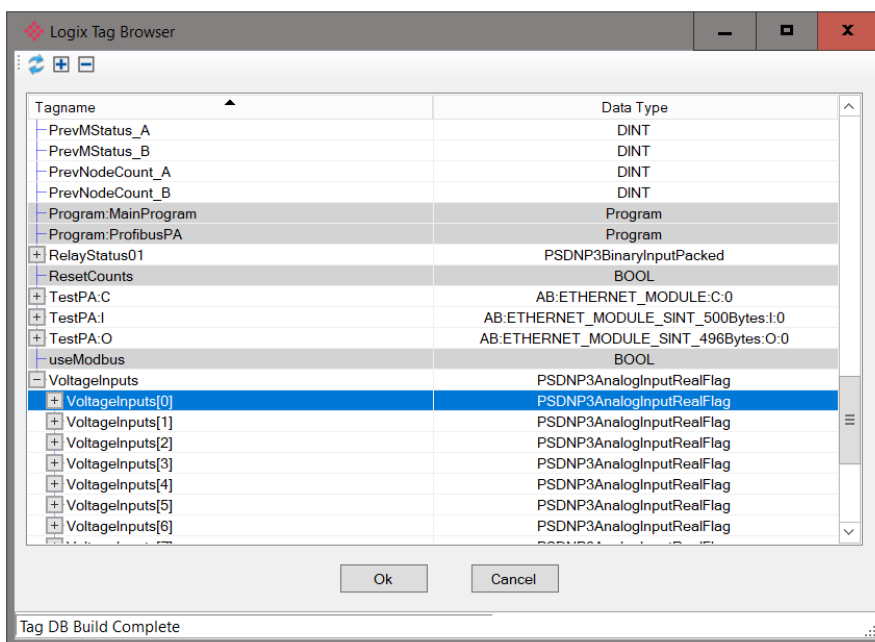 Logix Tag Browser
Tagname Data Type
PrevMStatus_A DINT
PrevMStatus_B DINT
PrevNodeCount_A DINT
PrevNodeCount_B DINT
Program:MainProgram Program
Program:ProfibusPA Program
RelayStatus01 PSDNP3BinaryInputPacked
ResetCounts BOOL
TestPA:C AB:ETHERNET_MODULE:C:0
TestPA:I AB:ETHERNET_MODULE_SINT_500Bytes:I:0
TestPA:O AB:ETHERNET_MODULE_SINT_496Bytes:O:0
useModbus BOOL
VoltageInputs PSDNP3AnalogInputRealFlag
VoltageInputs[0] PSDNP3AnalogInputRealFlag
VoltageInputs[1] PSDNP3AnalogInputRealFlag
VoltageInputs[2] PSDNP3AnalogInputRealFlag
VoltageInputs[3] PSDNP3AnalogInputRealFlag
VoltageInputs[4] PSDNP3AnalogInputRealFlag
VoltageInputs[5] PSDNP3AnalogInputRealFlag
VoltageInputs[6] PSDNP3AnalogInputRealFlag
Ok Cancel
Tag DB Build Complete